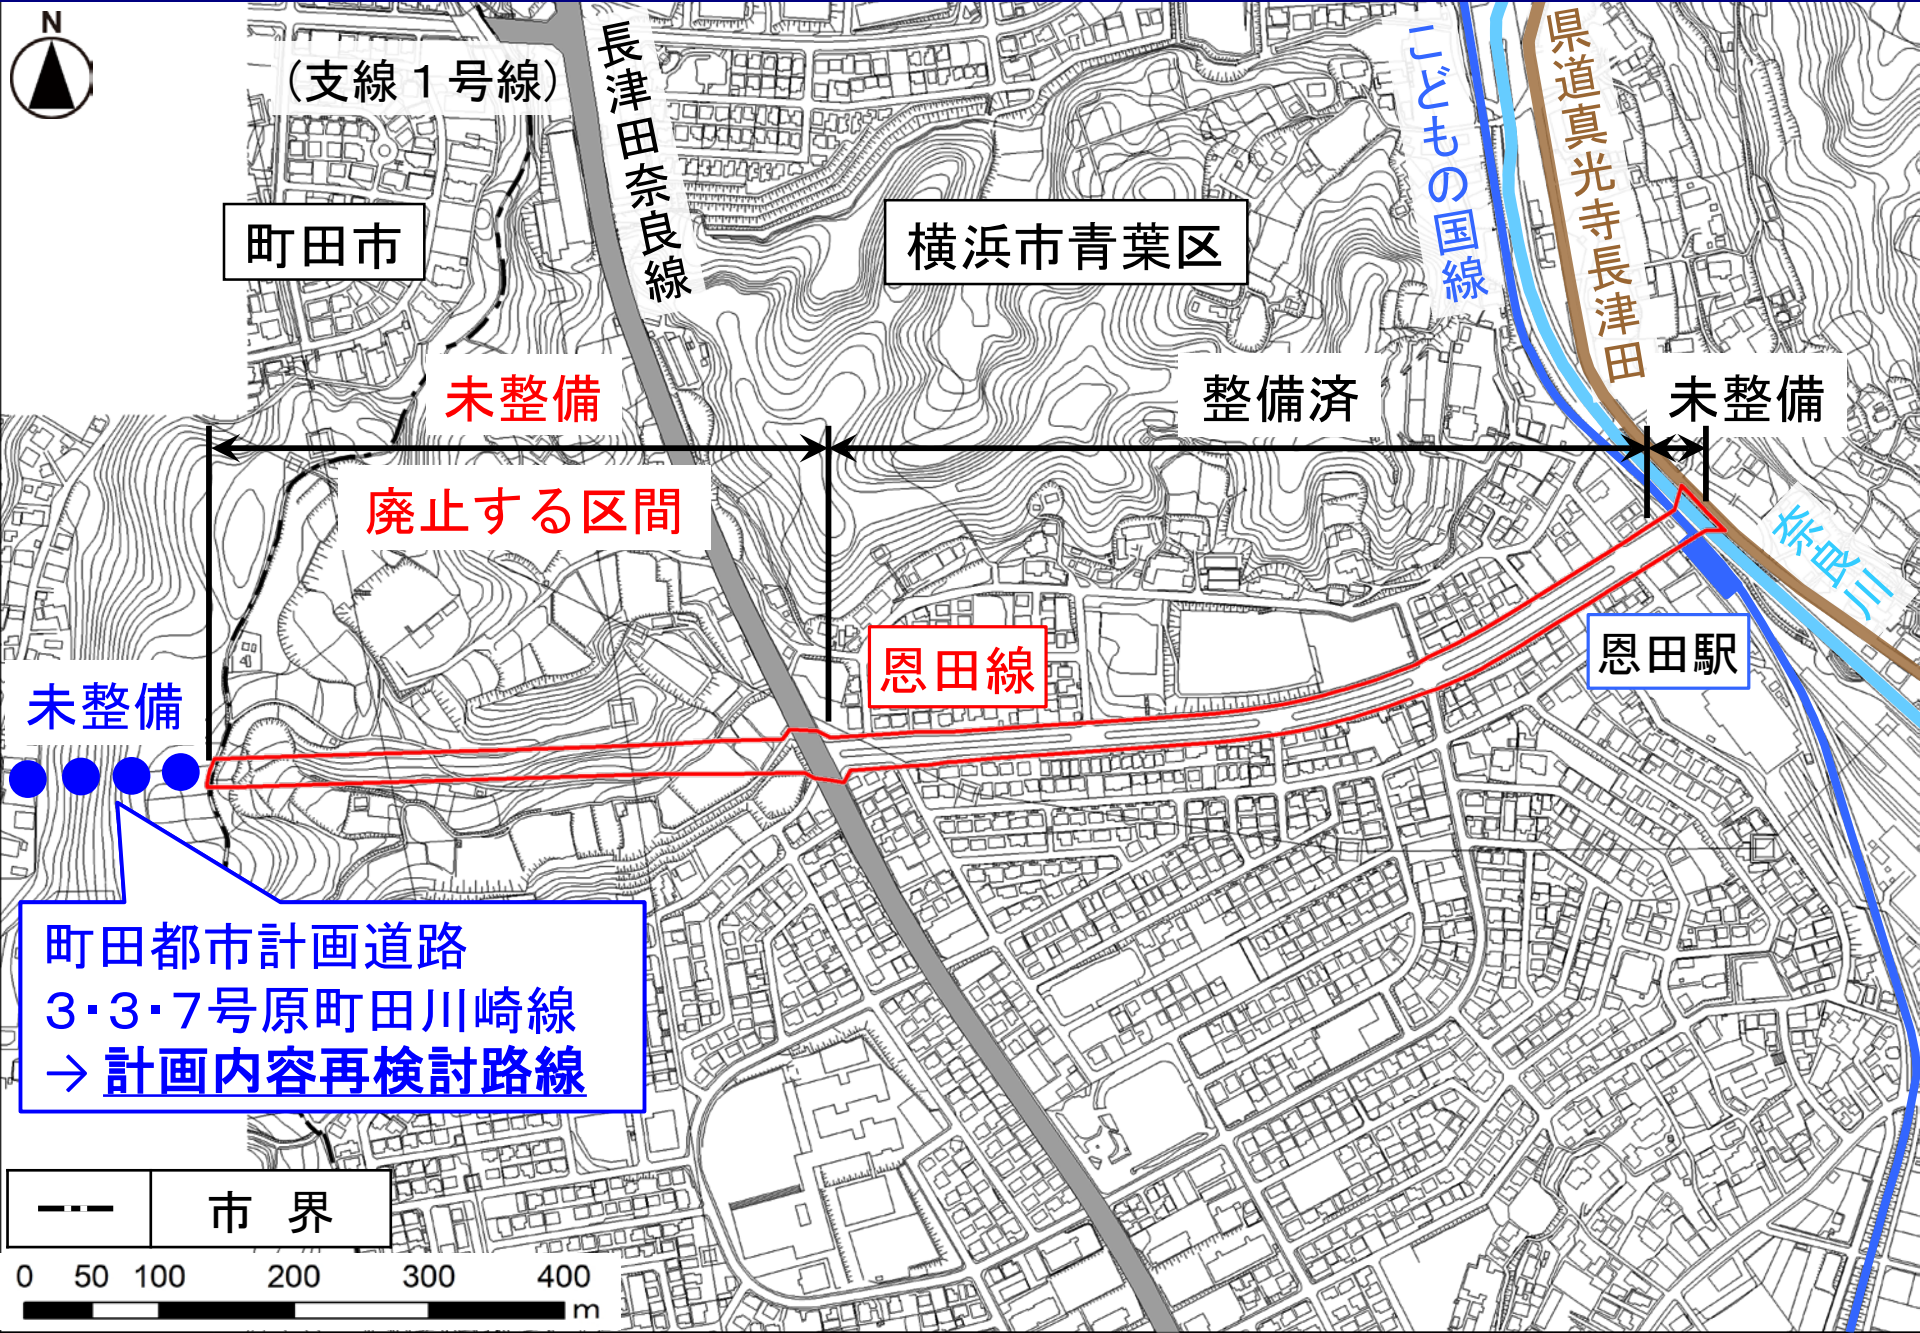 N
(支線１号線)
長津田奈良線
こどもの国線
県道真光寺長津田
町田市
横浜市青葉区
未整備
整備済
未整備
廃止する区間
奈良川
恩田線
恩田駅
未整備
町田都市計画道路
3・3・7号原町田川崎線
→ 計画内容再検討路線
市 界
0 50 100 200 300 400
m